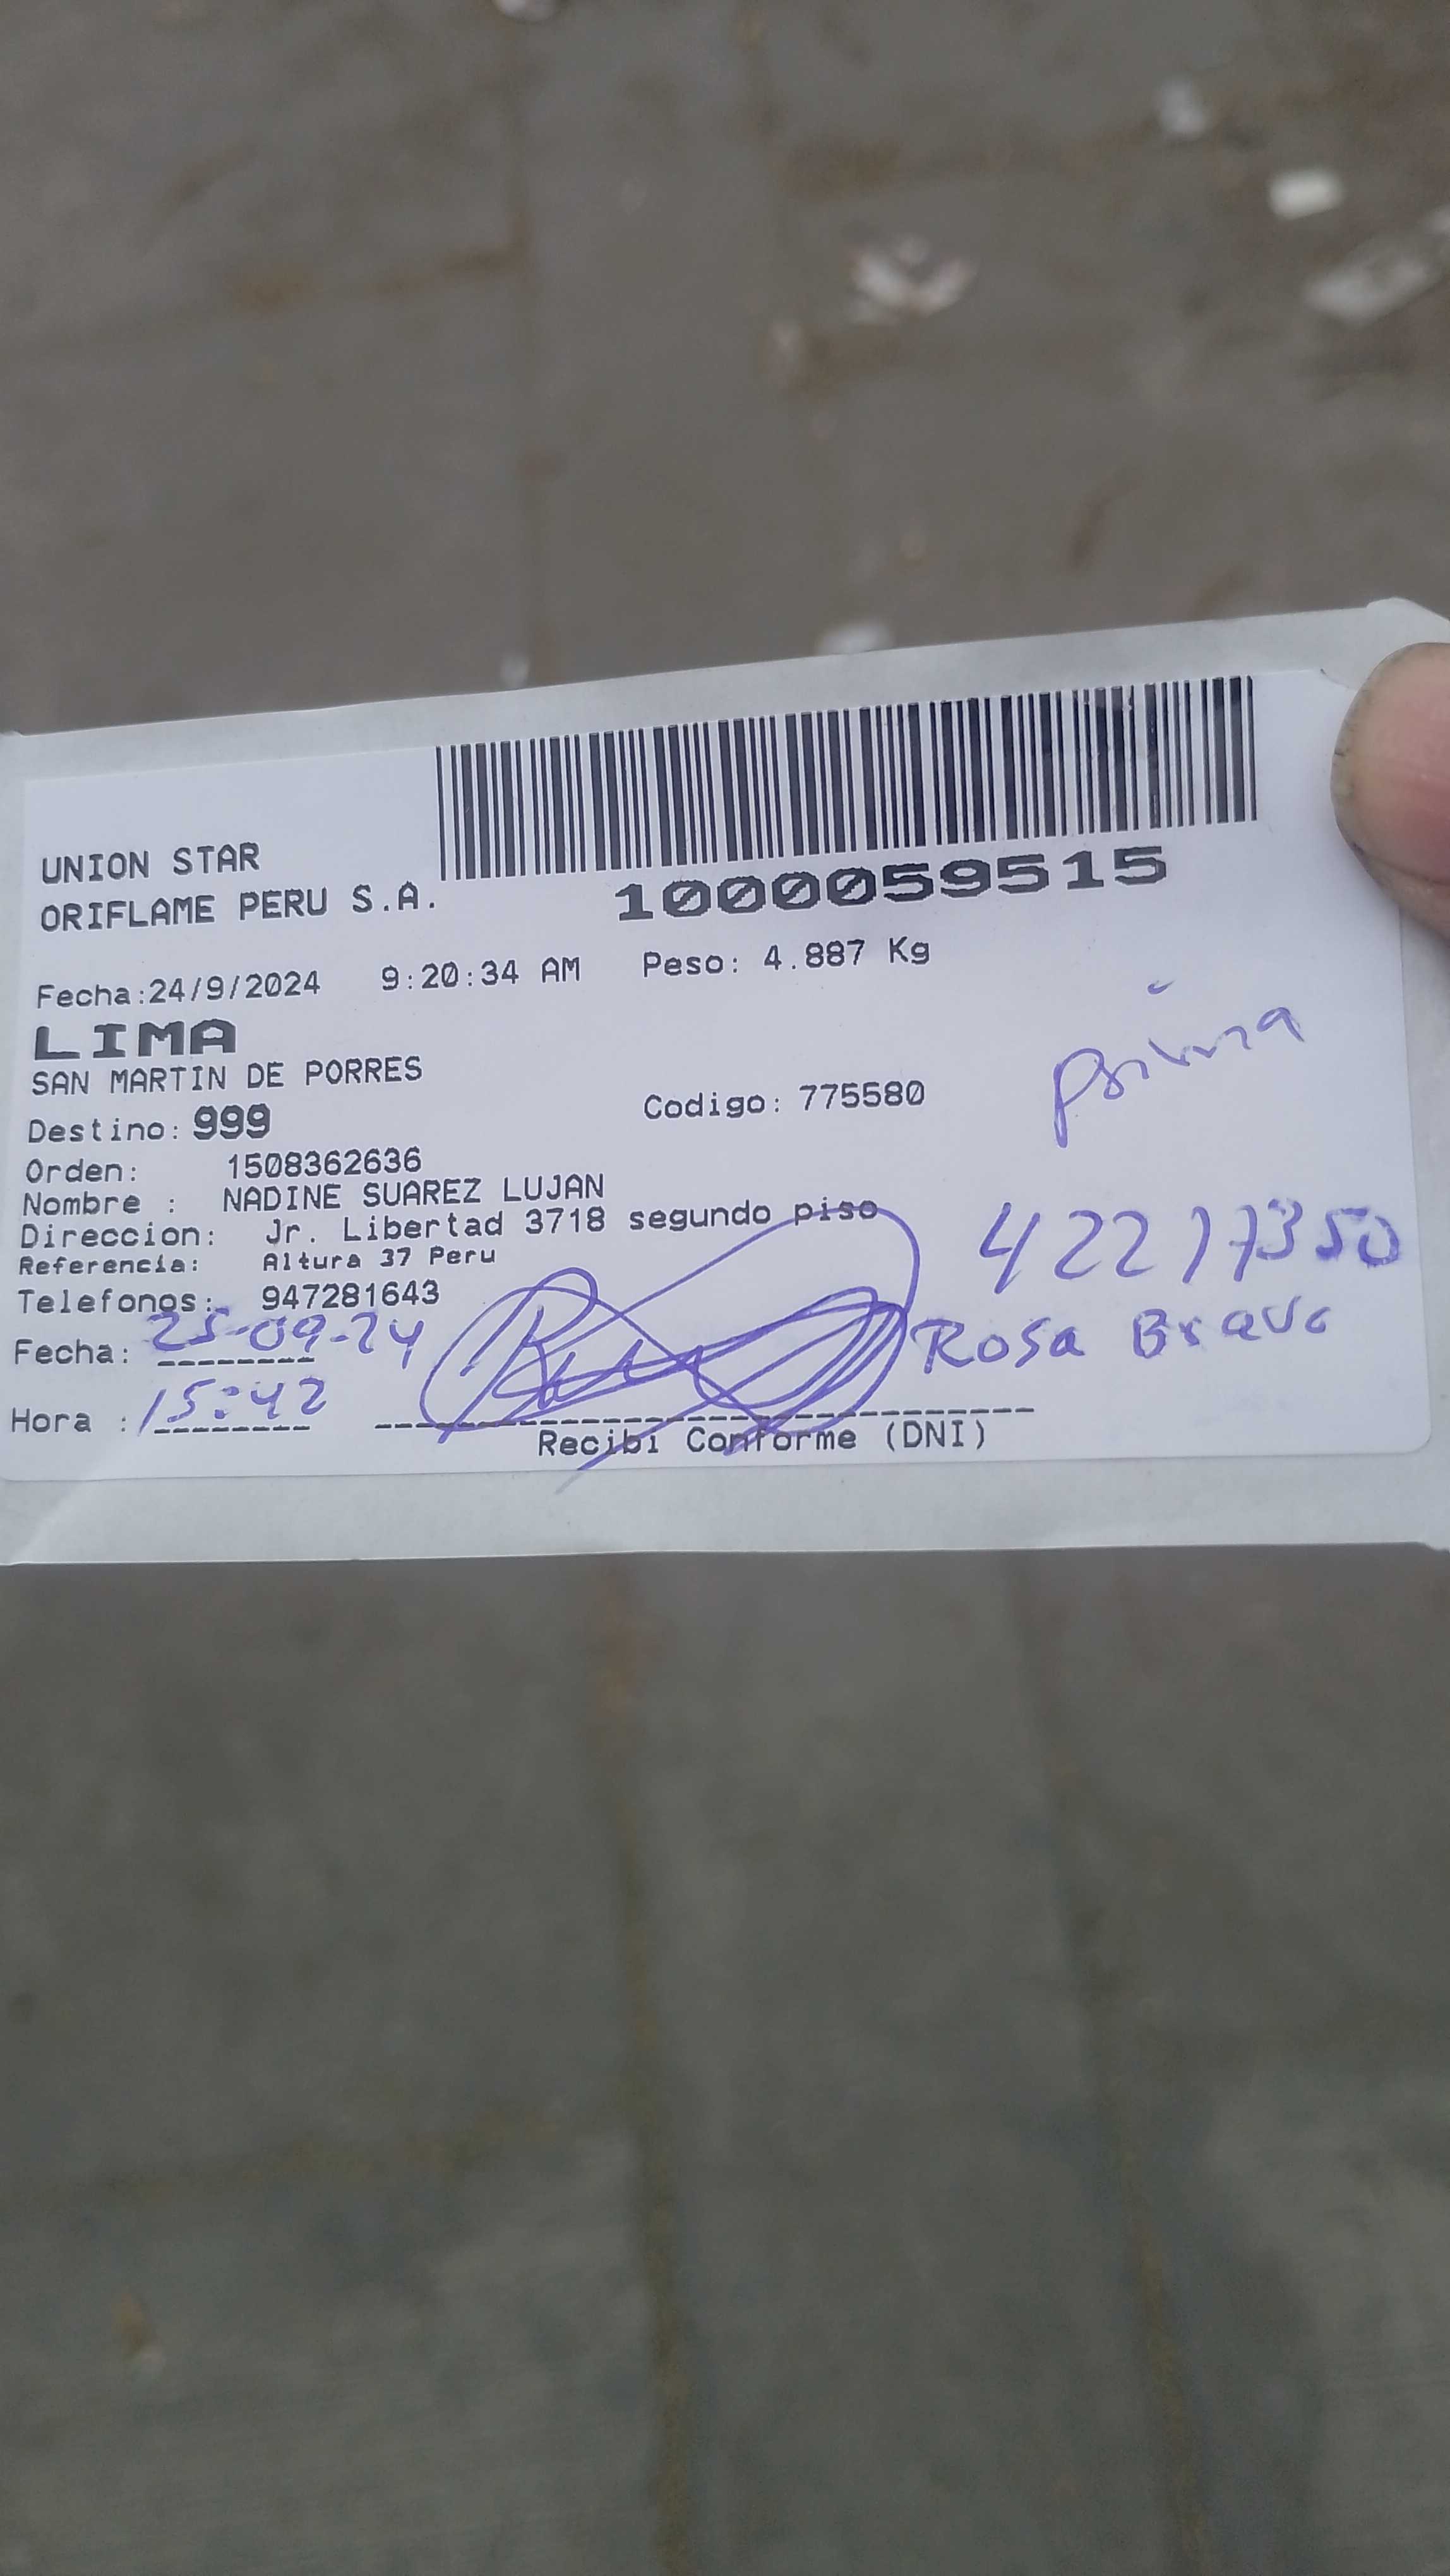 UNION STAR
ORIFLAME PERU S.A.
1000059515
Fecha:24/9/2024 9:20:34 AM Peso: 4.887 Kg
LIMA
SAN MARTIN DE PORRES
prima
Destino: 999 Codigo: 775580
Orden: 1508362636
Nombre : NADINE SUAREZ LUJAN
Direccion: Jr. Libertad 3718 segundo piso
Referencia: Altura 37 Peru
42217350
Telefonos: 947281643
Fecha: 25-09-24
Rosa Bravo
Hora : 15:42
Recibi Conforme (DNI)